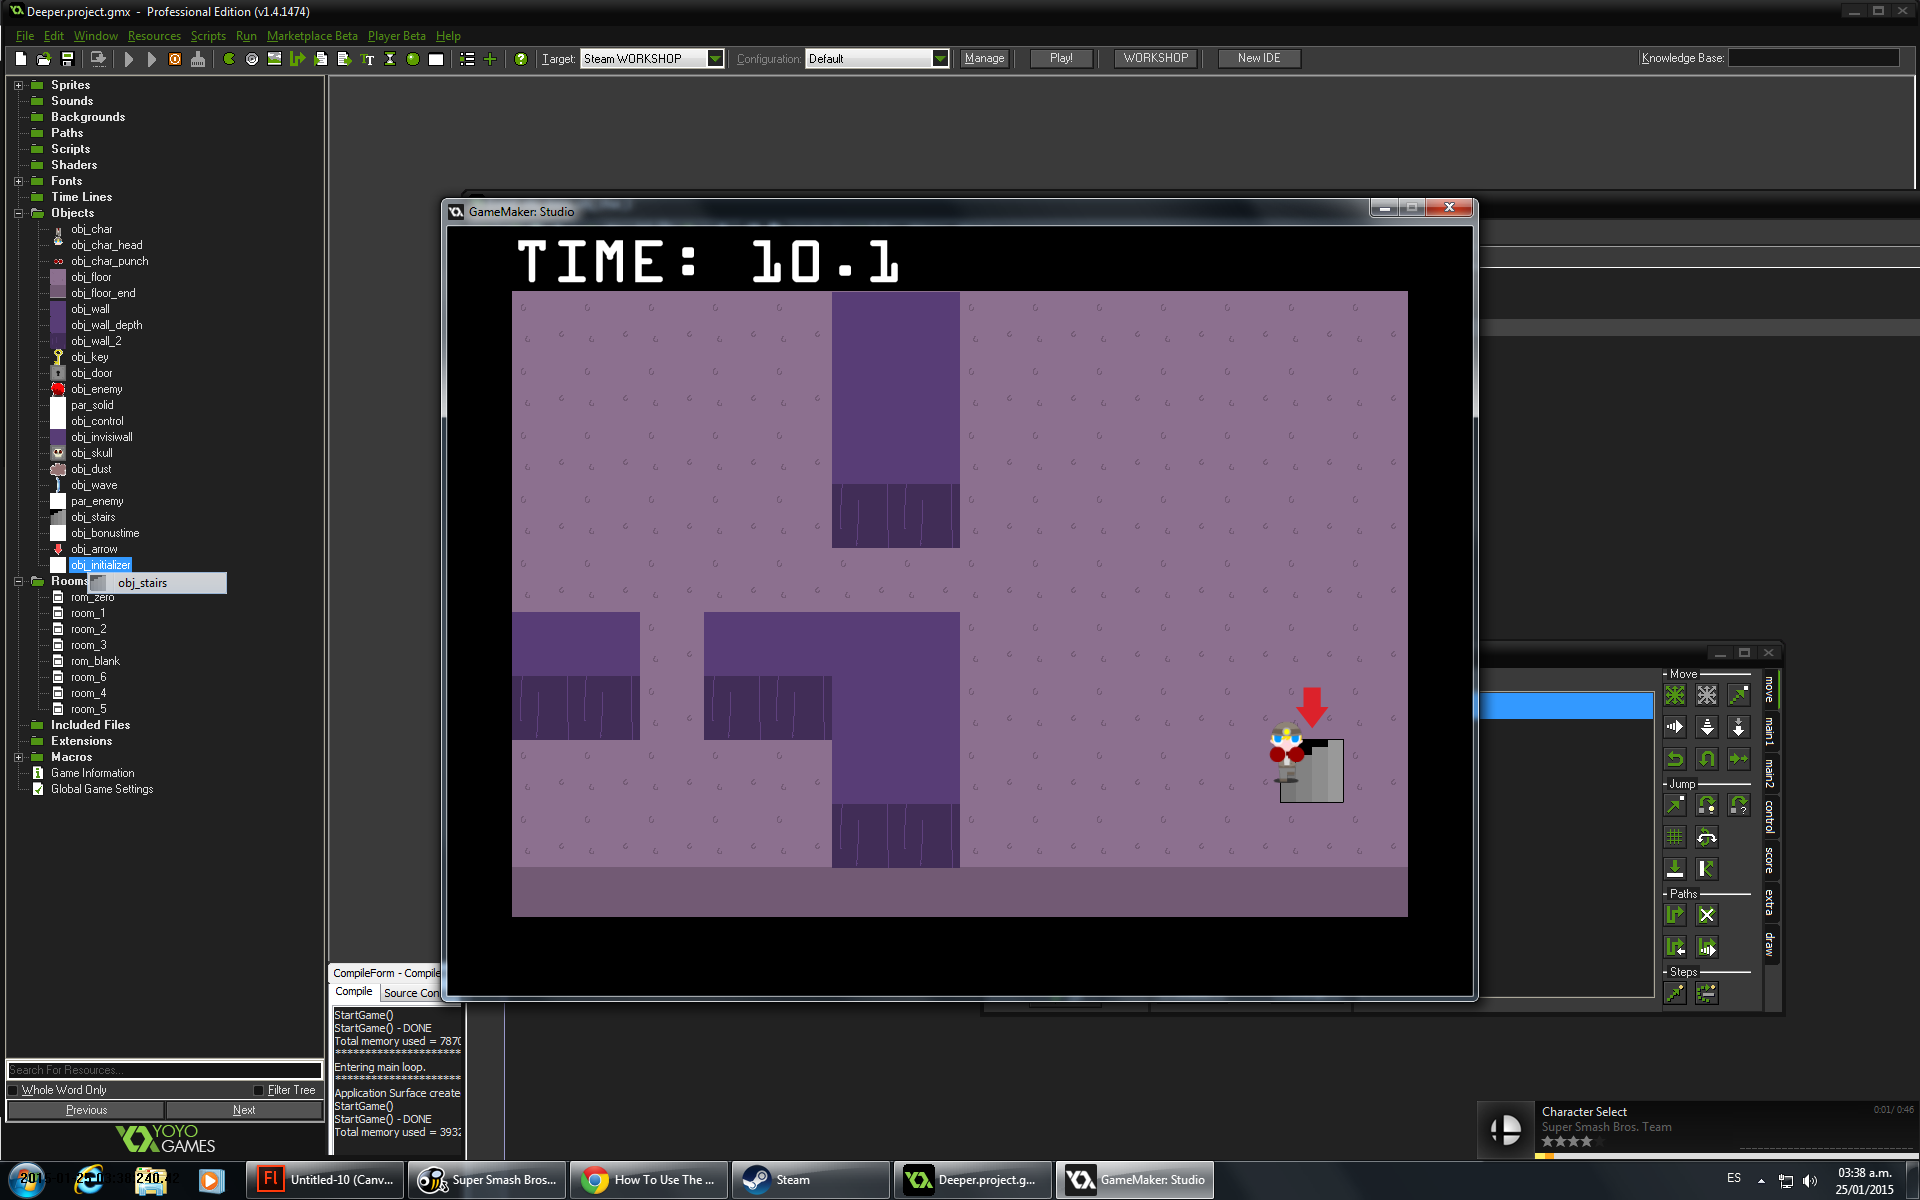 Deeper.project.gmx - Professional Edition (v1.4.1474)
File Edit Window Resources Scripts Run Marketplace Beta Player Beta Help
Target: Steam WORKSHOP Configuration: Default Manage Play! WORKSHOP New IDE Knowledge Base:
Sprites
Sounds
Backgrounds
Paths
Scripts
Shaders
Fonts
Time Lines
Objects
obj_char
obj_char_head
obj_char_punch
obj_floor
obj_floor_end
obj_wall
obj_wall_depth
obj_wall_2
obj_key
obj_door
obj_enemy
par_solid
obj_control
obj_invisiwall
obj_skull
obj_dust
obj_wave
par_enemy
obj_stairs
obj_bonustime
obj_arrow
obj_initializer
Rooms
obj_stairs
rom_zero
room_1
room_2
room_3
rom_blank
room_6
room_4
room_5
Included Files
Extensions
Macros
Game Information
Global Game Settings
Search For Resources...
Whole Word Only Filter Tree
Previous Next
YOYO GAMES
GameMaker: Studio
TIME: 10.1
CompileForm - Compile
Compile Source Con
StartGame()
StartGame() - DONE
Total memory used = 7870
**********************
Entering main loop.
**********************
Application Surface create
StartGame()
StartGame() - DONE
Total memory used = 3932
Move
Jump
Paths
Steps
move
main1
main2
control
score
extra
draw
Character Select 0:01/ 0:46
Super Smash Bros. Team
Untitled-10 (Canv...
Super Smash Bros...
How To Use The ...
Steam
Deeper.project.g...
GameMaker: Studio
ES
03:38 a.m.
25/01/2015